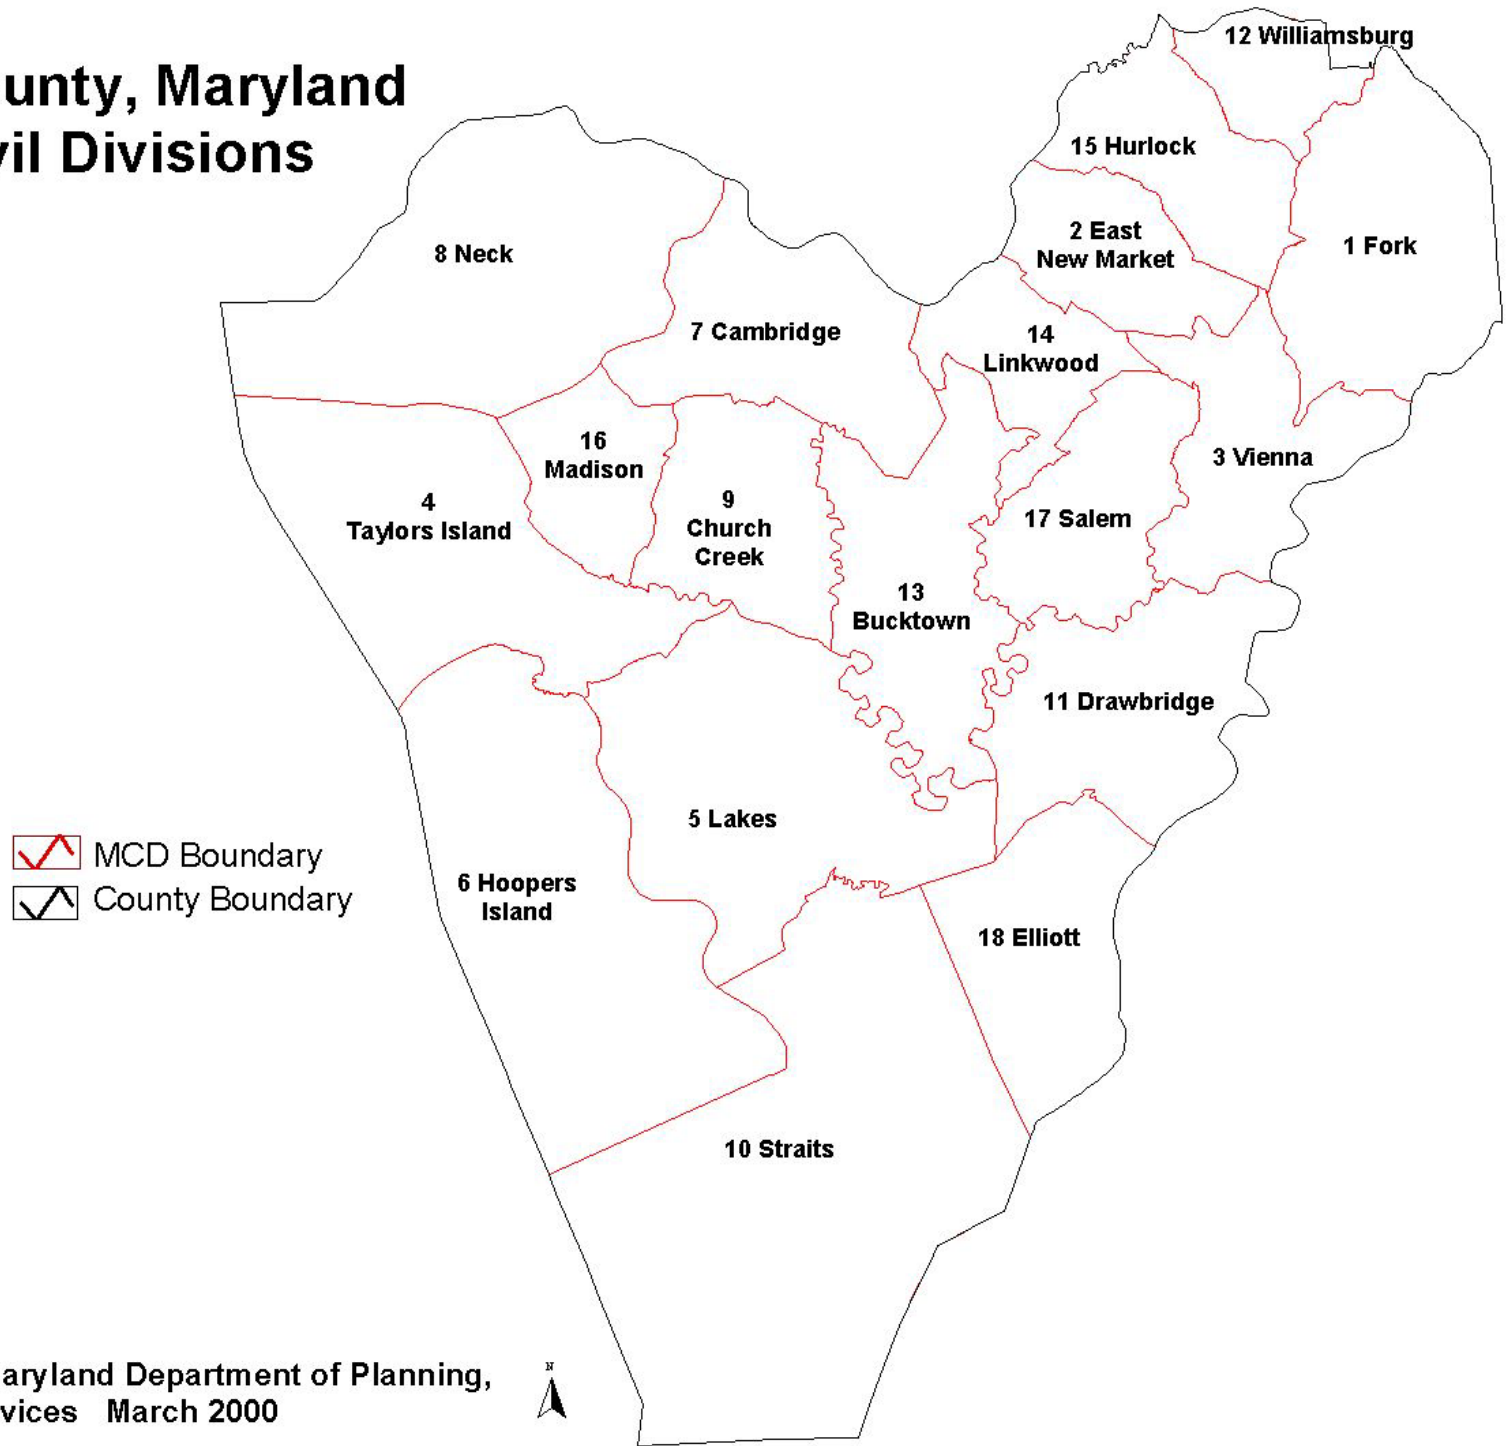 unty, Maryland
vil Divisions
12 Williamsburg
15 Hurlock
2 East
New Market
1 Fork
8 Neck
7 Cambridge
14
Linkwood
16
Madison
3 Vienna
4
Taylors Island
9
Church
Creek
17 Salem
13
Bucktown
11 Drawbridge
5 Lakes
MCD Boundary
County Boundary
6 Hoopers
Island
18 Elliott
10 Straits
aryland Department of Planning,
vices March 2000
N